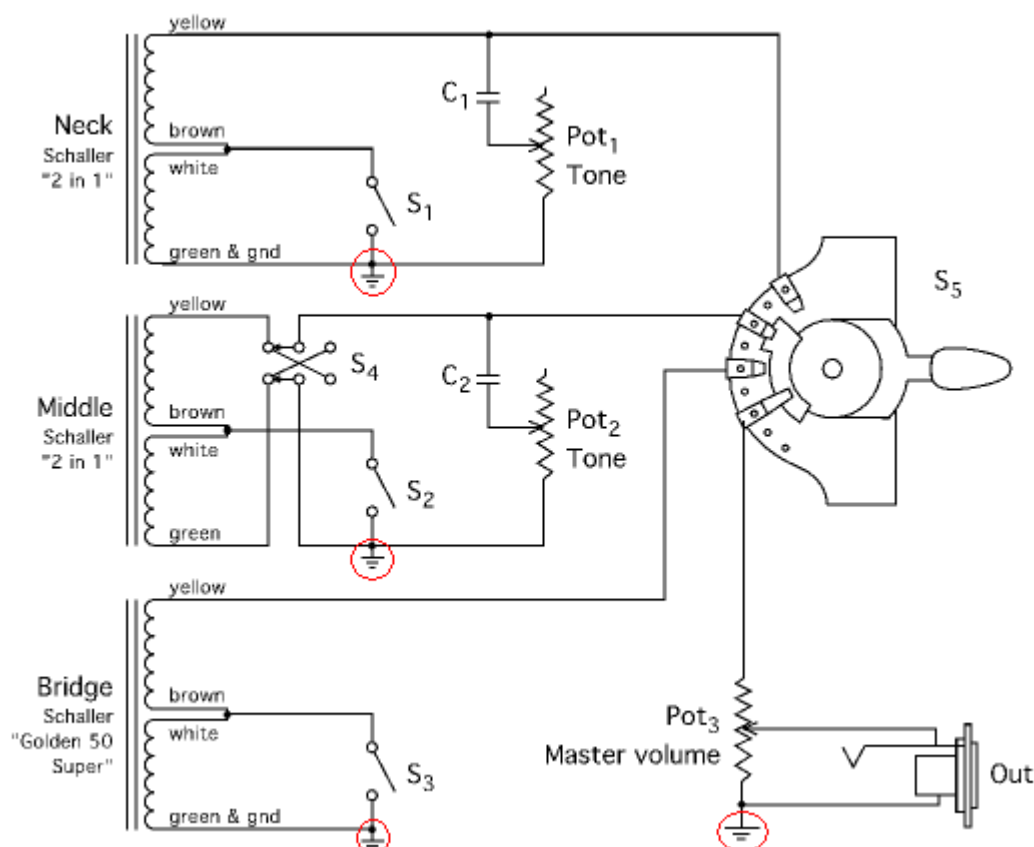 yellow
Neck
Schaller
"2 in 1"
brown
white
green & gnd
C1
Pot1
Tone
S1
S5
yellow
Middle
Schaller
"2 in 1"
brown
white
green
S4
C2
Pot2
Tone
S2
yellow
Bridge
Schaller
"Golden 50
Super"
brown
white
green & gnd
S3
Pot3
Master volume
Out